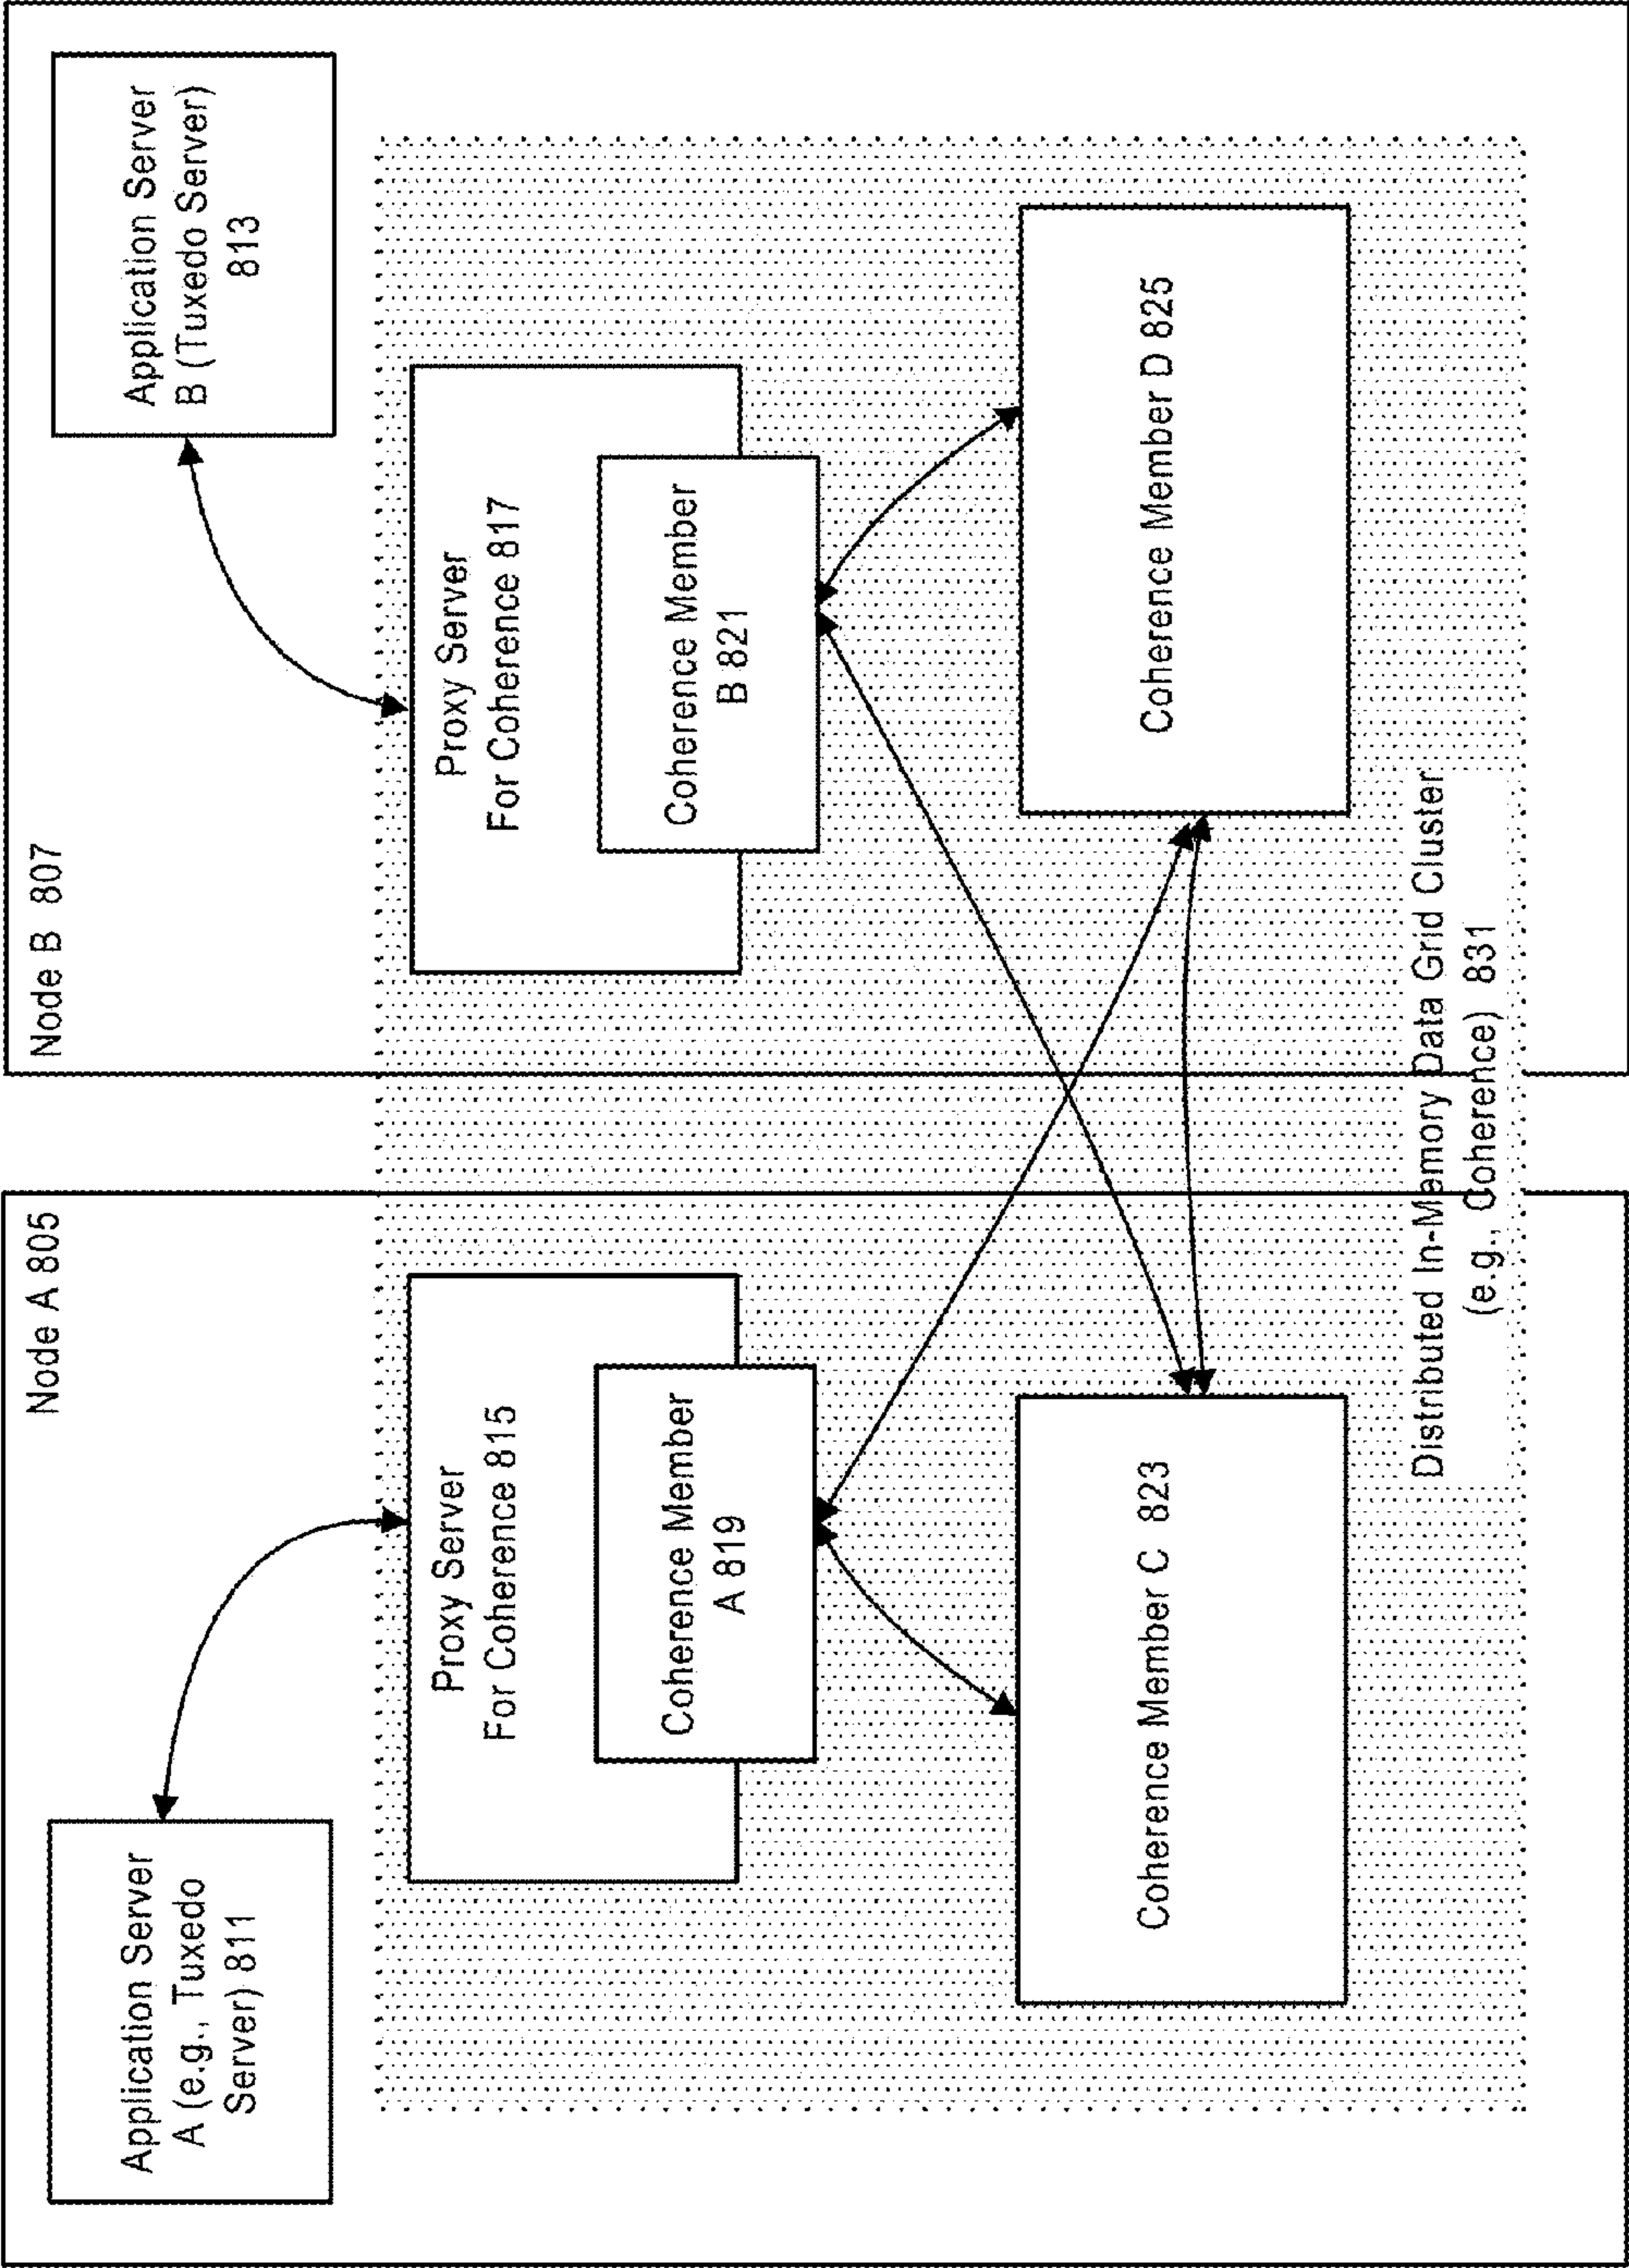 Node A 805
Application Server
A (e.g., Tuxedo
Server) 811
Proxy Server
For Coherence 815
Coherence Member
A 819
Coherence Member C 823
Node B 807
Application Server
B (Tuxedo Server)
813
Proxy Server
For Coherence 817
Coherence Member
B 821
Coherence Member D 825
Distributed In-Memory Data Grid Cluster
(e.g., Coherence) 831